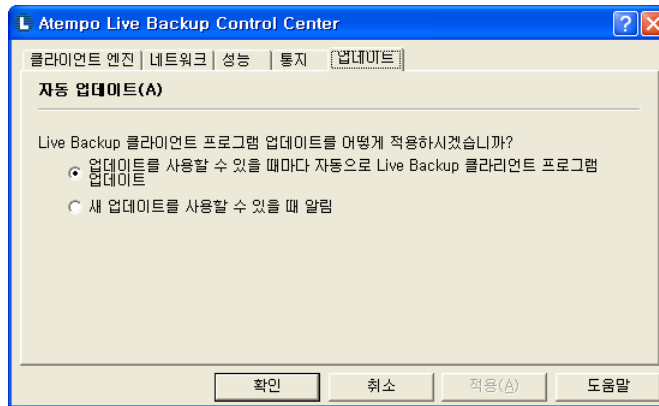 Atempo Live Backup Control Center
클라이언트 엔진 네트워크 성능 통지 업데이트
자동 업데이트(A)
Live Backup 클라이언트 프로그램 업데이트를 어떻게 적용하시겠습니까?
업데이트를 사용할 수 있을 때마다 자동으로 Live Backup 클라리언트 프로그램
업데이트
새 업데이트를 사용할 수 있을 때 알림
확인 취소 적용(A) 도움말